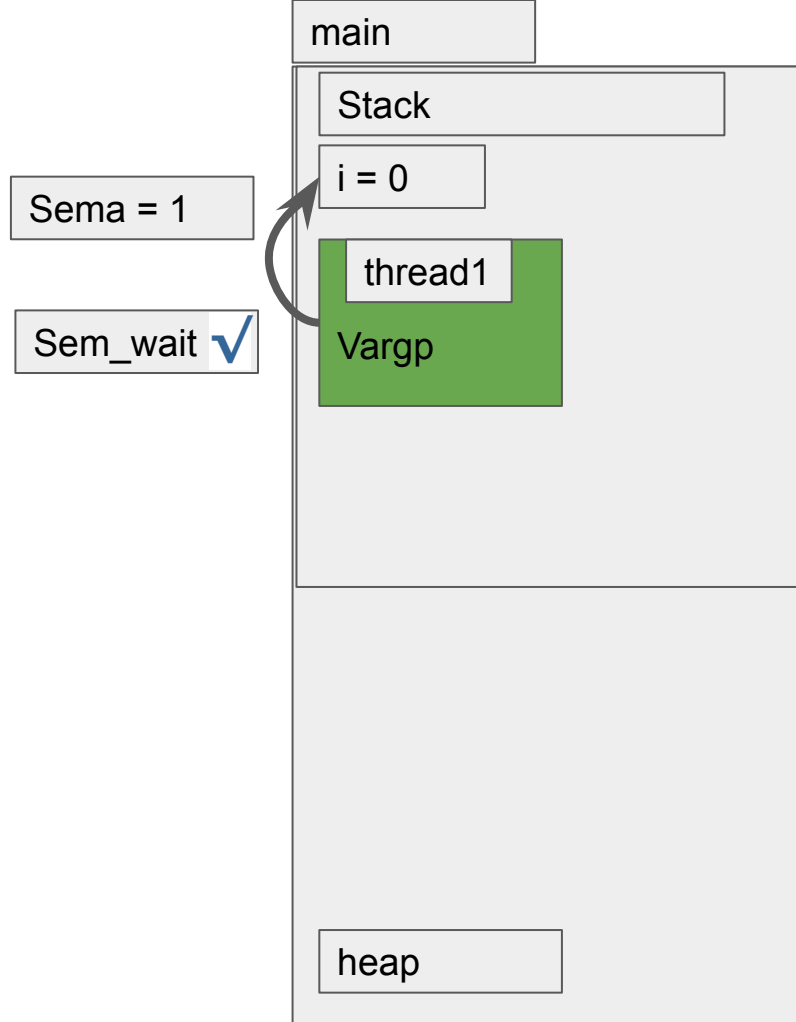 main
Stack
i = 0
Sema = 1
thread1
Sem_wait √
Vargp
heap